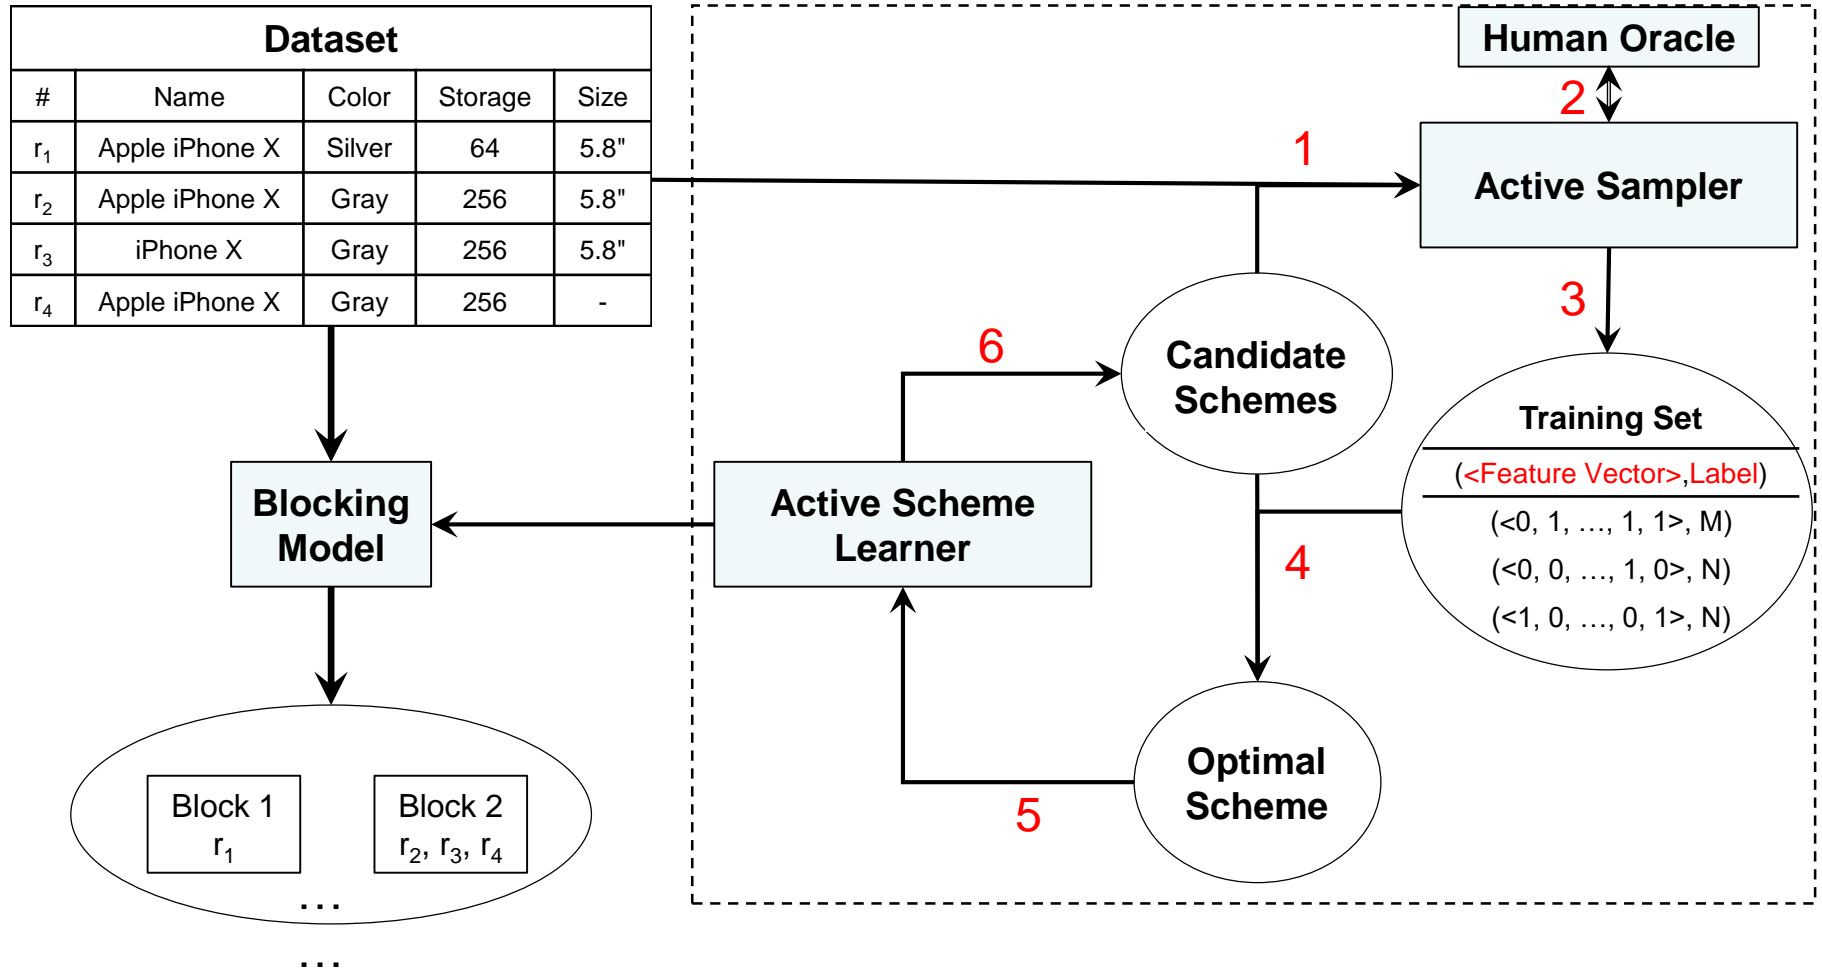 Dataset
# Name Color Storage Size
r1 Apple iPhone X Silver 64 5.8"
r2 Apple iPhone X Gray 256 5.8"
r3 iPhone X Gray 256 5.8"
r4 Apple iPhone X Gray 256 -
Human Oracle
2
1
Active Sampler
3
6
Candidate
Schemes
Training Set
(<Feature Vector>,Label)
(<0, 1, …, 1, 1>, M)
(<0, 0, …, 1, 0>, N)
(<1, 0, …, 0, 1>, N)
Blocking
Model
Active Scheme
Learner
4
Optimal
Scheme
5
Block 1
r1
Block 2
r2, r3, r4
...
...